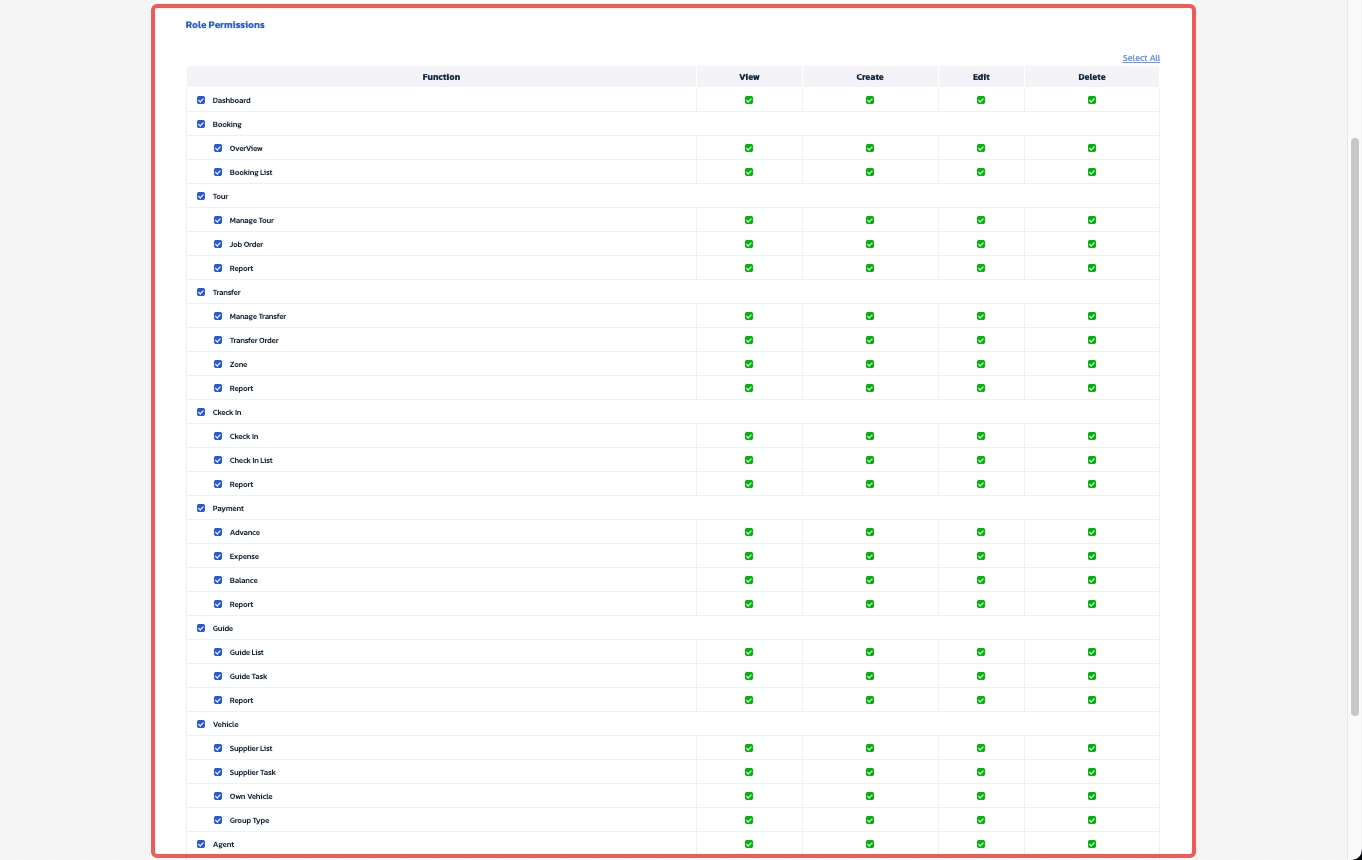 Role Permissions
Select All
Function View Create Edit Delete
Dashboard
Booking
OverView
Booking List
Tour
Manage Tour
Job Order
Report
Transfer
Manage Transfer
Transfer Order
Zone
Report
Ckeck In
Ckeck In
Check In List
Report
Payment
Advance
Expense
Balance
Report
Guide
Guide List
Guide Task
Report
Vehicle
Supplier List
Supplier Task
Own Vehicle
Group Type
Agent